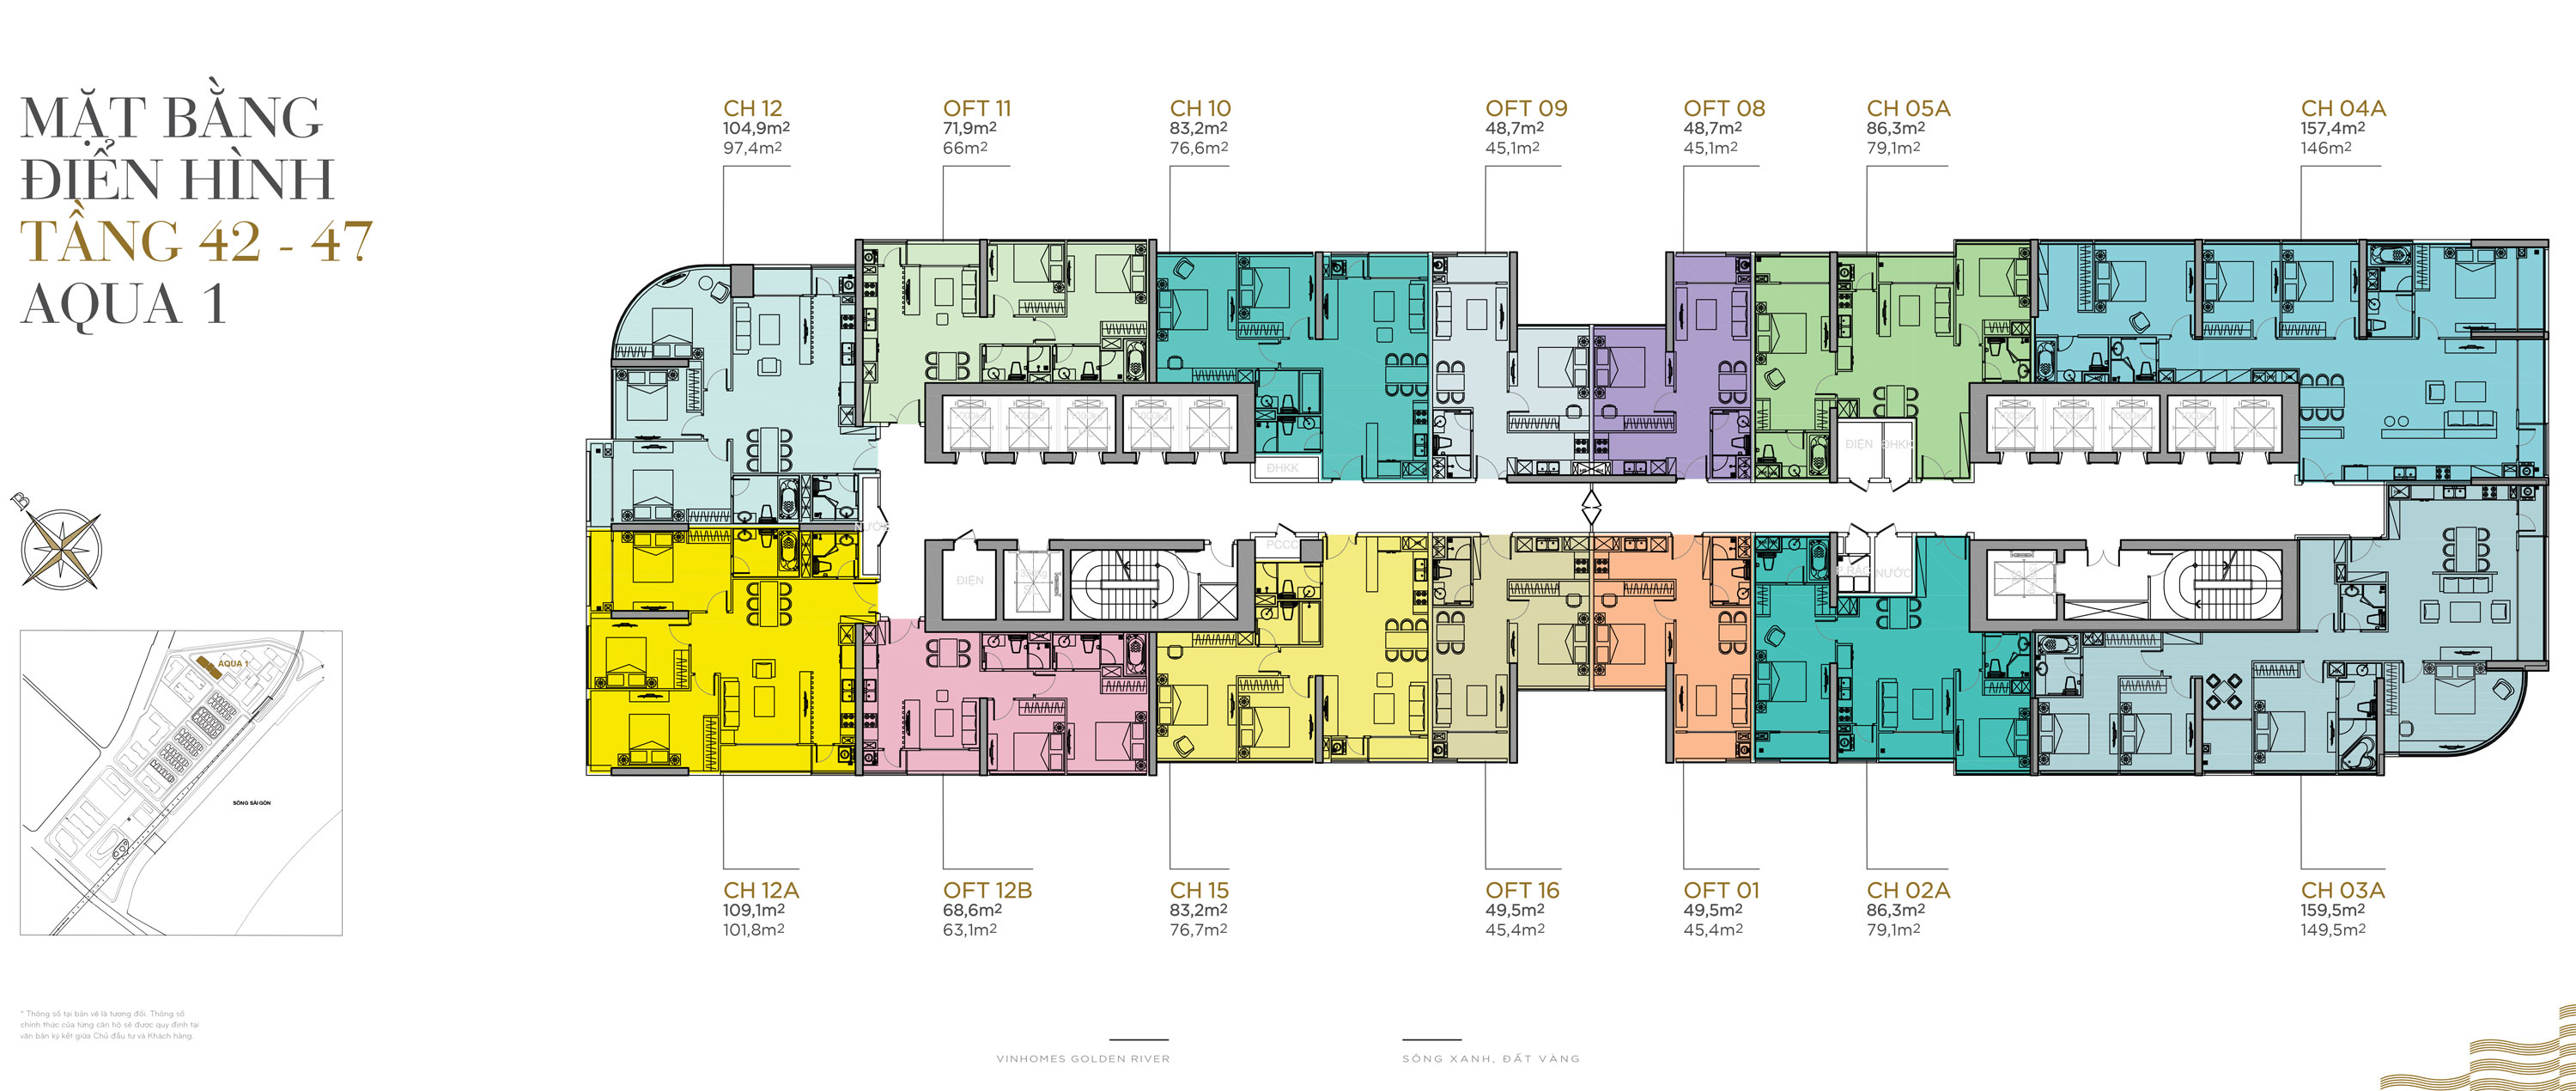 MẶT BẰNG
ĐIỂN HÌNH
TẦNG 42 - 47
AQUA 1
CH 12
104,9m²
97,4m²
OFT 11
71,9m²
66m²
CH 10
83,2m²
76,6m²
OFT 09
48,7m²
45,1m²
OFT 08
48,7m²
45,1m²
CH 05A
86,3m²
79,1m²
CH 04A
157,4m²
146m²
ĐIỆN
ĐHKK
ĐHKK
NƯỚC
PCCC
ĐIỆN
P.RÁC
NƯỚC
B
AQUA 1
SÔNG SÀI GÒN
CH 12A
109,1m²
101,8m²
OFT 12B
68,6m²
63,1m²
CH 15
83,2m²
76,7m²
OFT 16
49,5m²
45,4m²
OFT 01
49,5m²
45,4m²
CH 02A
86,3m²
79,1m²
CH 03A
159,5m²
149,5m²
* Thông số tại bản vẽ là tương đối. Thông số
chính thức của từng căn hộ sẽ được quy định tại
văn bản ký kết giữa Chủ đầu tư và Khách hàng.
VINHOMES GOLDEN RIVER
SÔNG XANH, ĐẤT VÀNG